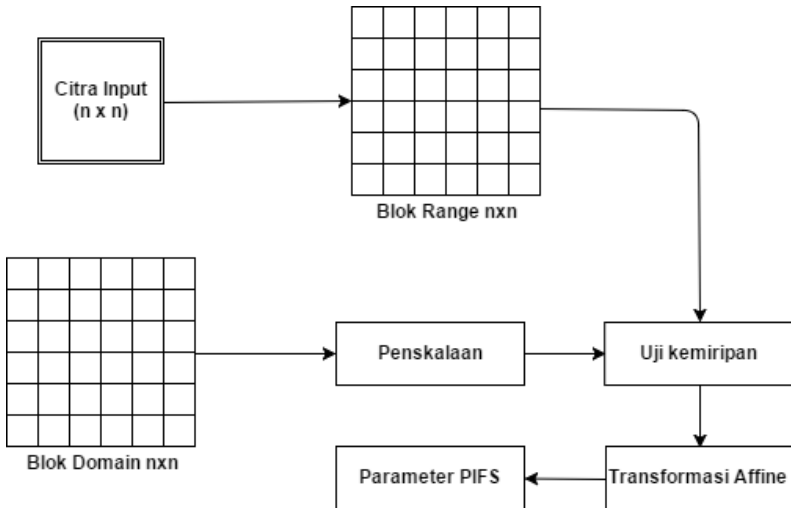 Citra Input
(n x n)
Blok Range nxn
Blok Domain nxn
Penskalaan
Uji kemiripan
Parameter PIFS
Transformasi Affine